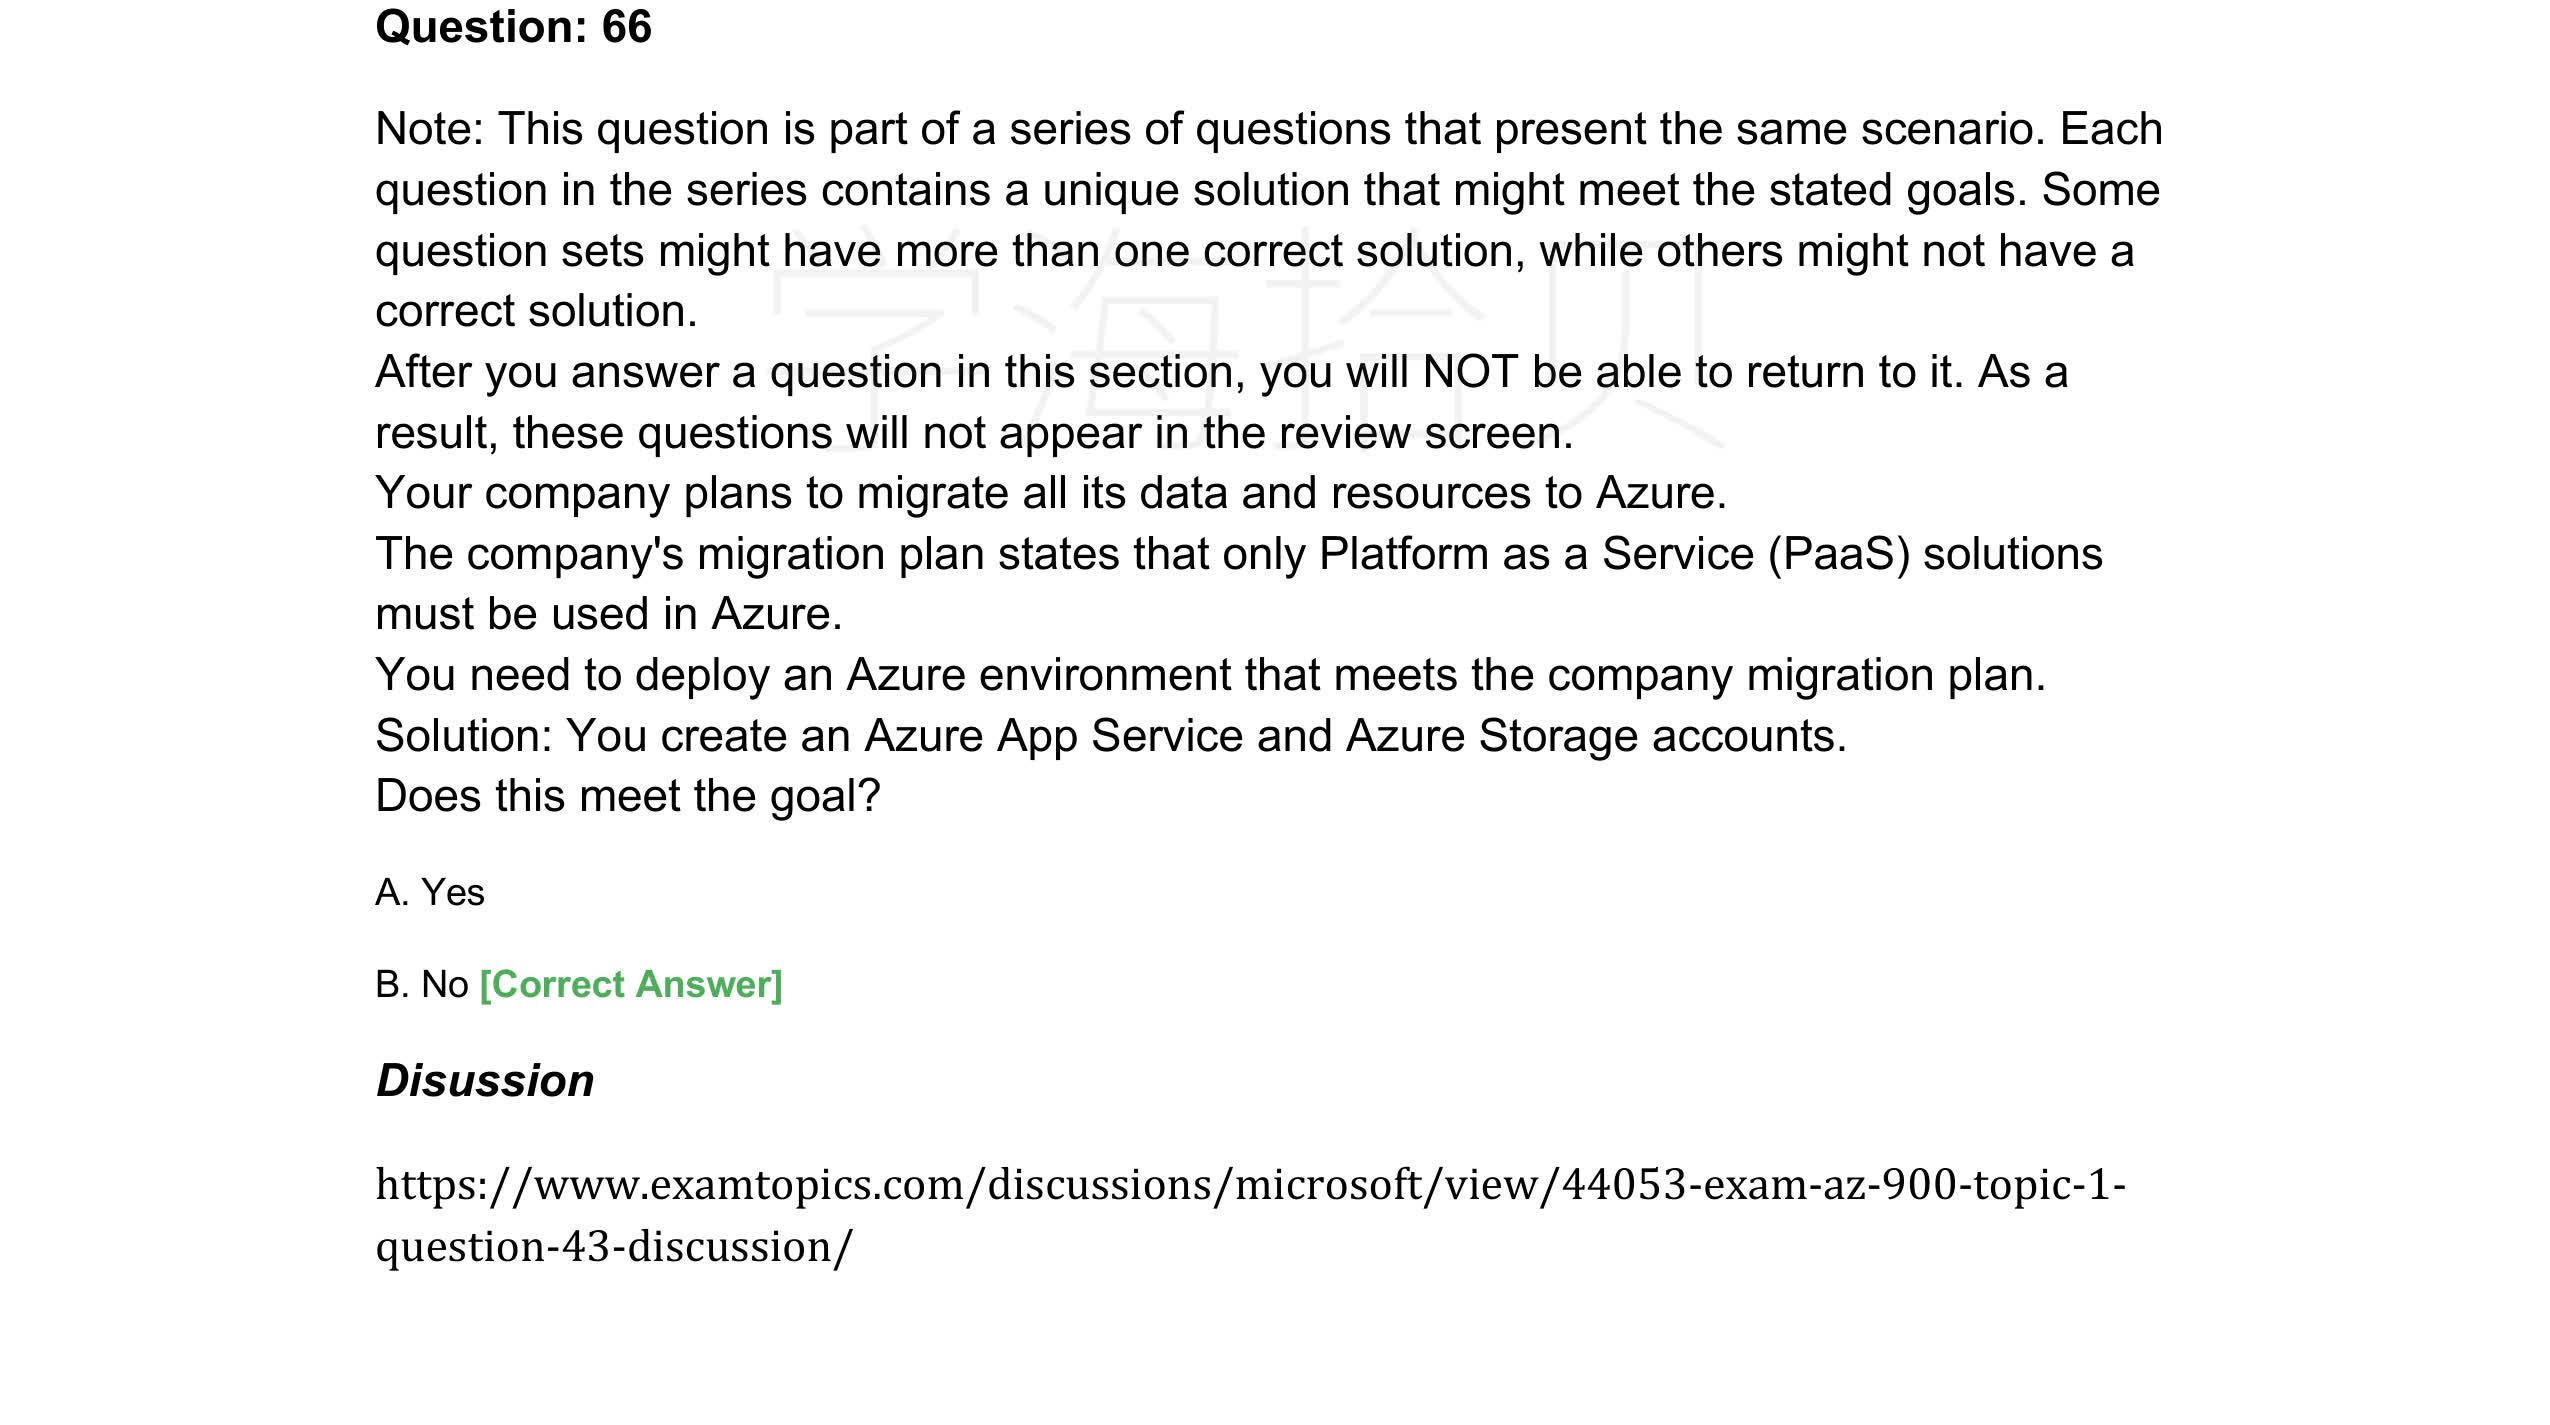 Question: 66
Note: This question is part of a series of questions that present the same scenario. Each
question in the series contains a unique solution that might meet the stated goals. Some
question sets might have more than one correct solution, while others might not have a
correct solution.
After you answer a question in this section, you will NOT be able to return to it. As a
result, these questions will not appear in the review screen.
Your company plans to migrate all its data and resources to Azure.
The company's migration plan states that only Platform as a Service (PaaS) solutions
must be used in Azure.
You need to deploy an Azure environment that meets the company migration plan.
Solution: You create an Azure App Service and Azure Storage accounts.
Does this meet the goal?
A. Yes
B. No [Correct Answer]
Disussion
https://www.examtopics.com/discussions/microsoft/view/44053-exam-az-900-topic-1-
question-43-discussion/
学海拾贝